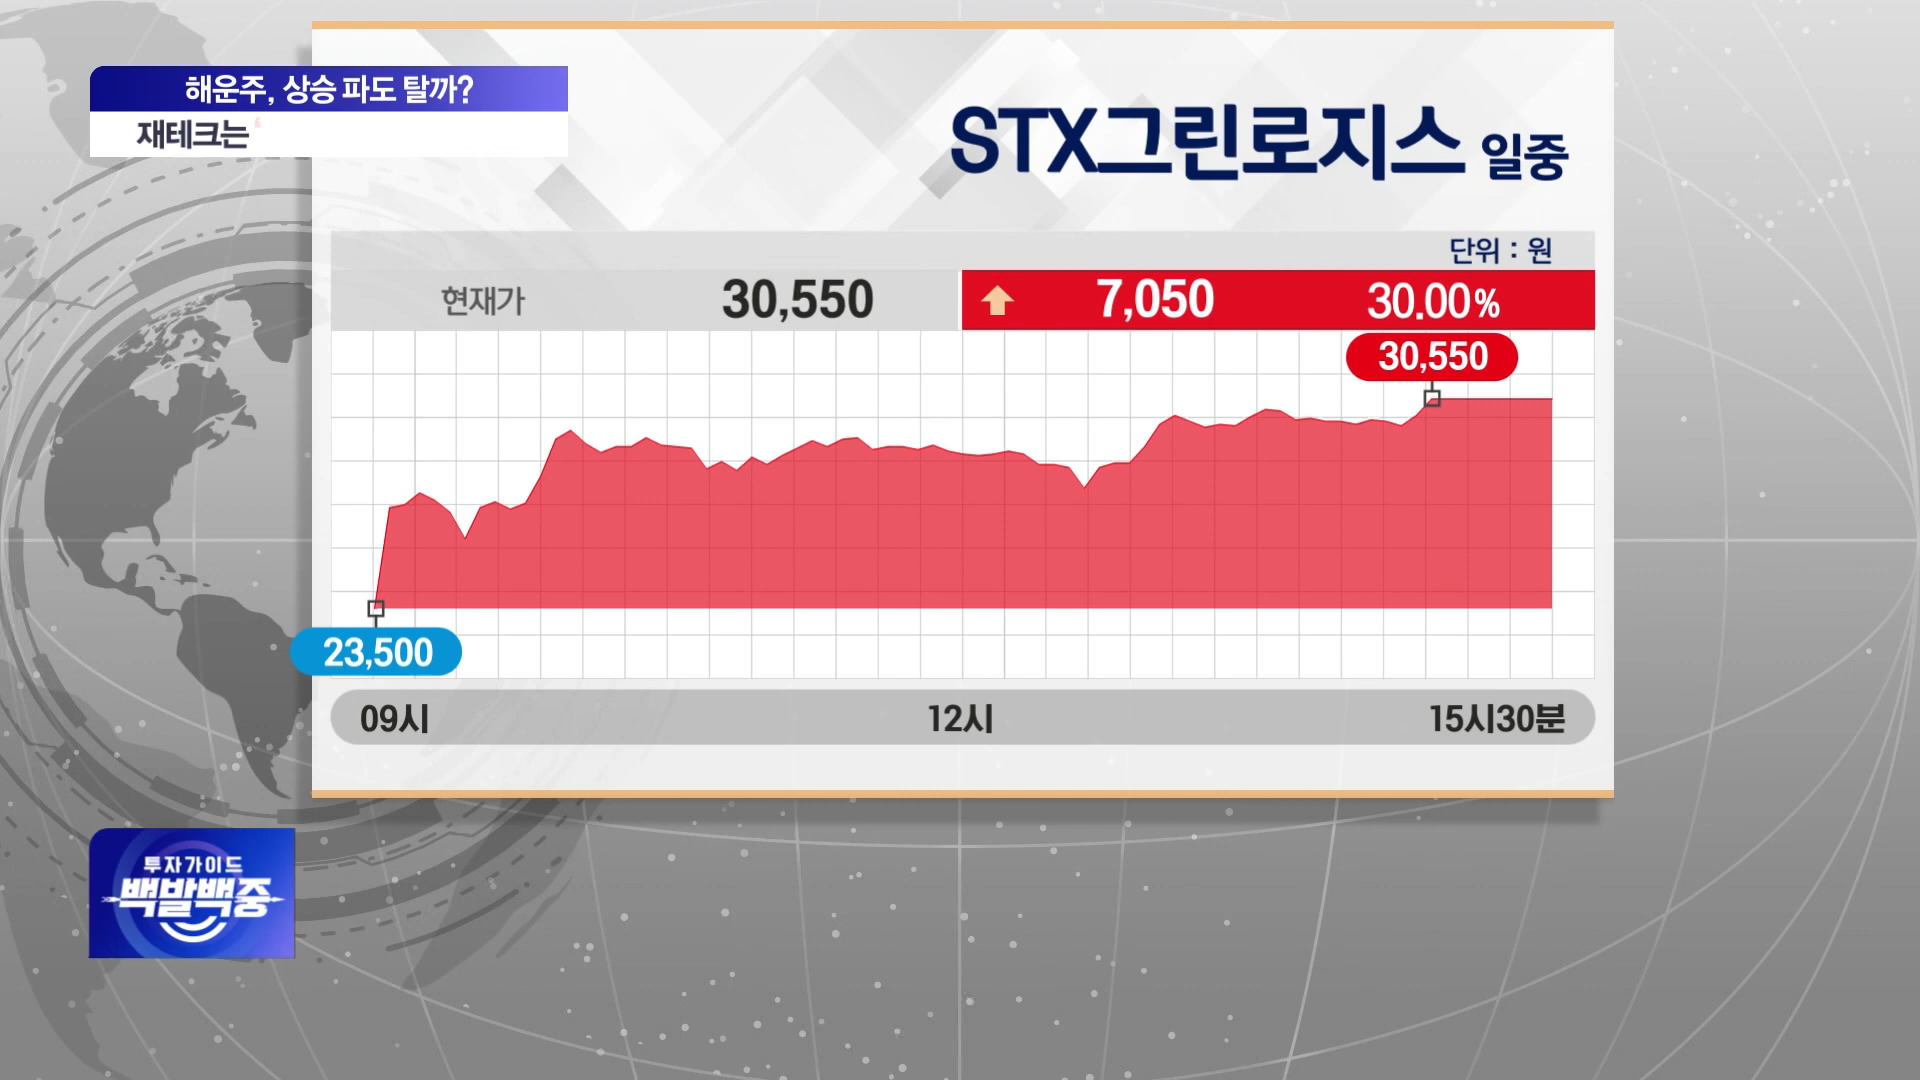 해운주, 상승 파도 탈까?
재테크는 ‘
STX그린로지스 일중
단위 : 원
현재가 30,550 7,050 30.00%
30,550
23,500
09시 12시 15시30분
투자가이드
백발백중